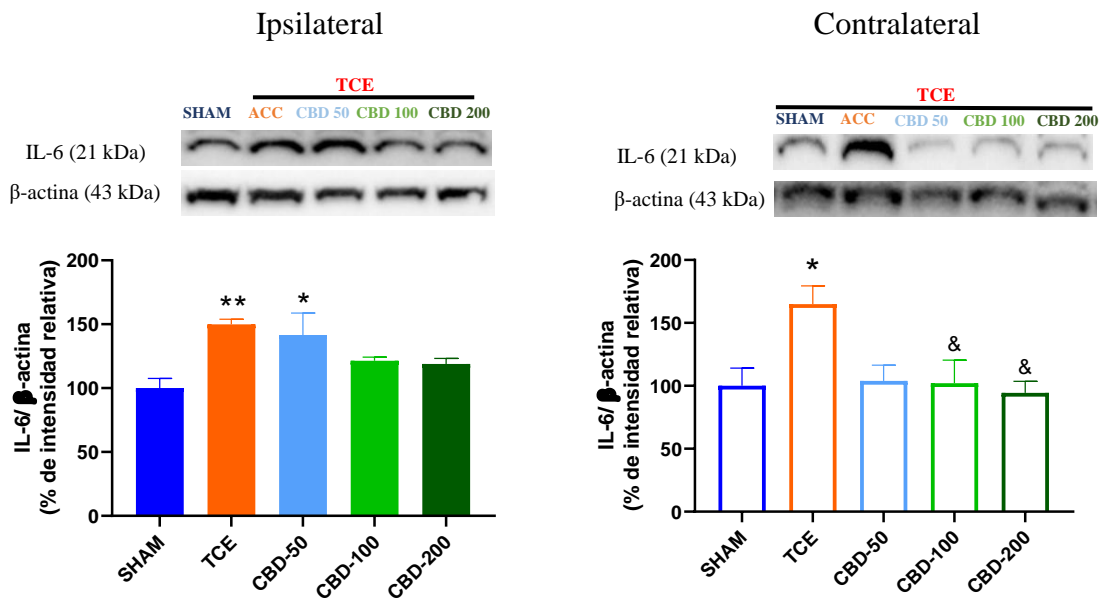 Ipsilateral
TCE
SHAM ACC CBD 50 CBD 100 CBD 200
IL-6 (21 kDa)
β-actina (43 kDa)
IL-6/ β-actina
(% de intensidad relativa)
200
150
100
50
0
** *
SHAM TCE CBD-50 CBD-100 CBD-200
Contralateral
TCE
SHAM ACC CBD 50 CBD 100 CBD 200
IL-6 (21 kDa)
β-actina (43 kDa)
IL-6/ β-actina
(% de intensidad relativa)
200
150
100
50
0
* & &
SHAM TCE CBD-50 CBD-100 CBD-200